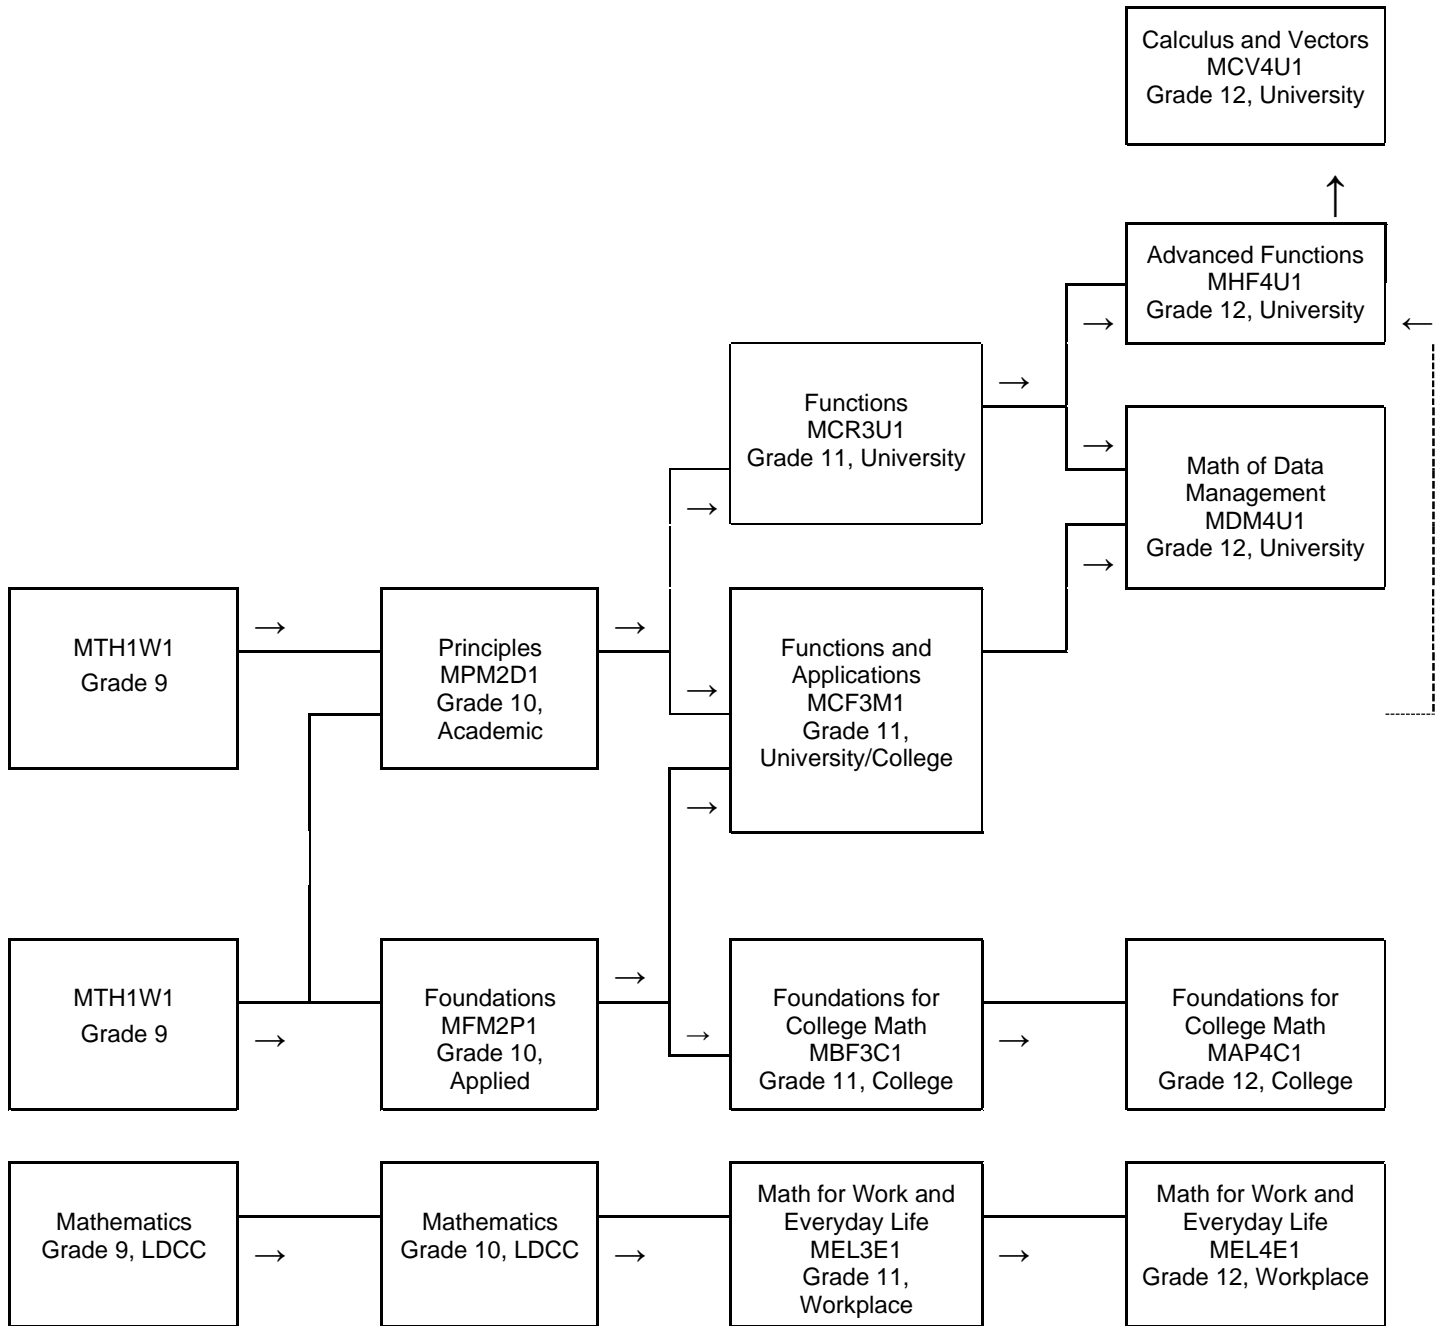 Calculus and Vectors
MCV4U1
Grade 12, University
↑
Advanced Functions
MHF4U1
Grade 12, University
→
←
Functions
MCR3U1
Grade 11, University
→
→
Math of Data
Management
MDM4U1
Grade 12, University
→
→
MTH1W1
Grade 9
→
Principles
MPM2D1
Grade 10,
Academic
→
→
Functions and
Applications
MCF3M1
Grade 11,
University/College
→
MTH1W1
Grade 9
→
Foundations
MFM2P1
Grade 10,
Applied
→
→
Foundations for
College Math
MBF3C1
Grade 11, College
→
Foundations for
College Math
MAP4C1
Grade 12, College
Mathematics
Grade 9, LDCC
→
Mathematics
Grade 10, LDCC
→
Math for Work and
Everyday Life
MEL3E1
Grade 11,
Workplace
→
Math for Work and
Everyday Life
MEL4E1
Grade 12, Workplace